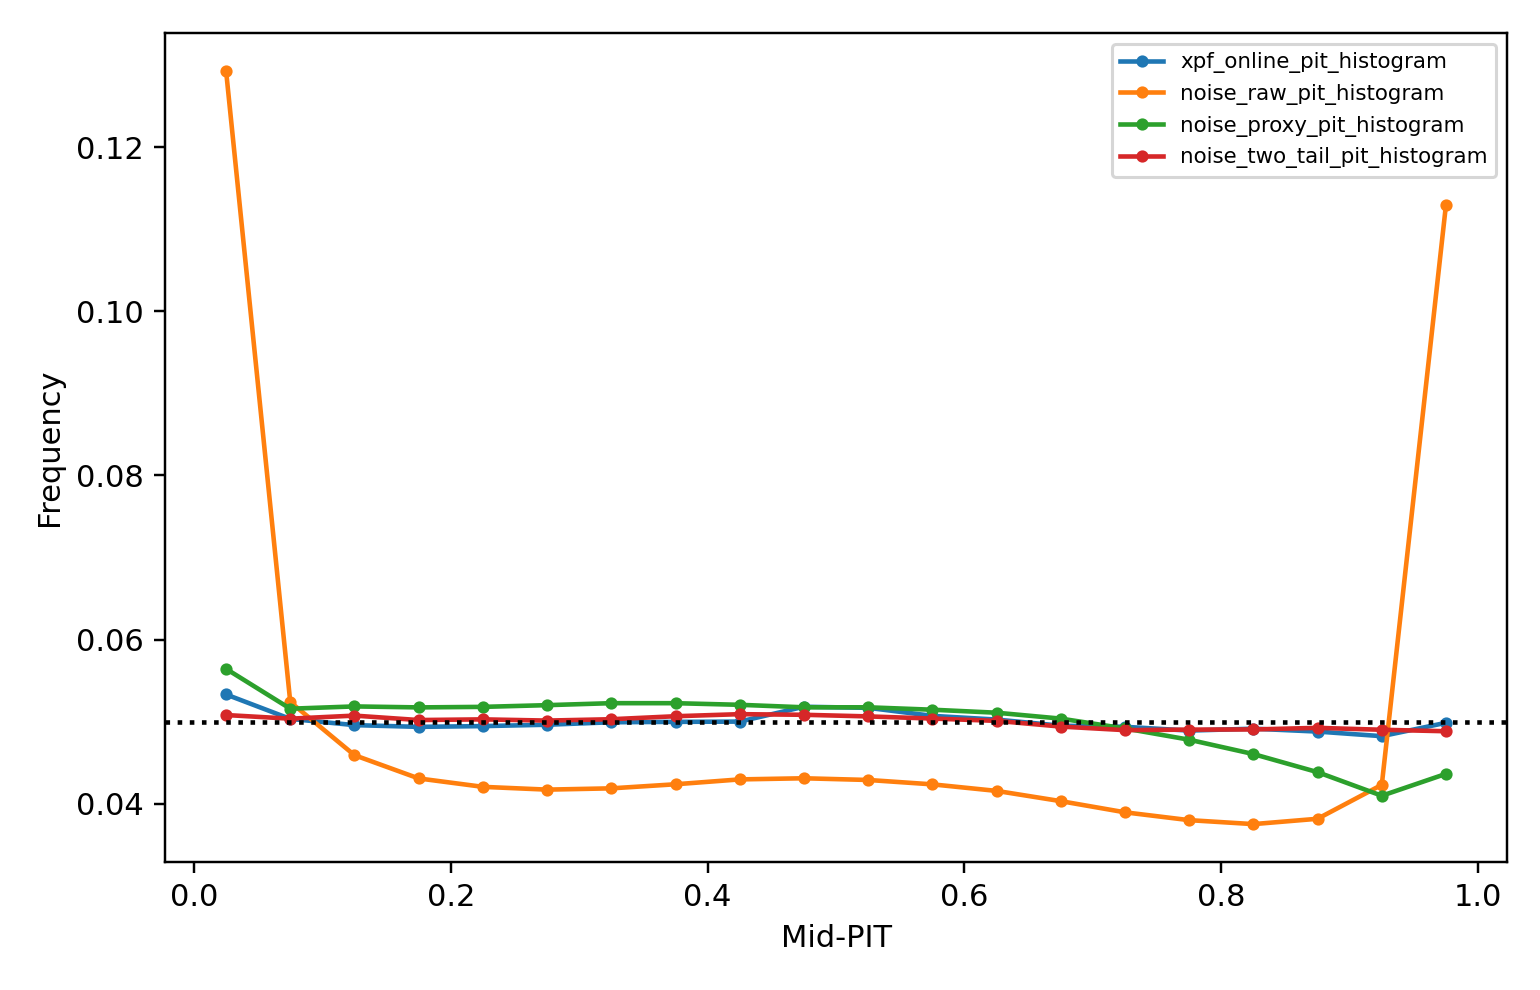 xpf_online_pit_histogram
noise_raw_pit_histogram
noise_proxy_pit_histogram
noise_two_tail_pit_histogram
0.12
0.10
0.08
0.06
0.04
Frequency
0.0 0.2 0.4 0.6 0.8 1.0
Mid-PIT